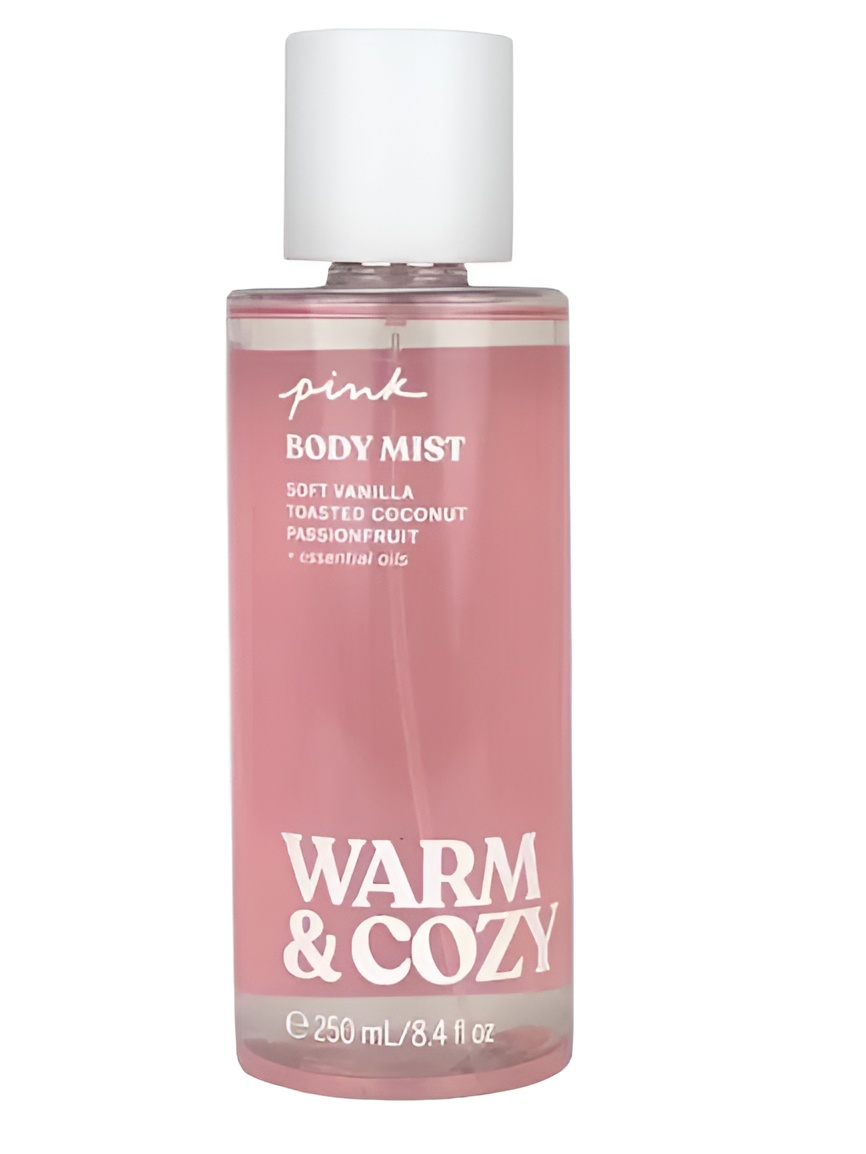 pink
BODY MIST
SOFT VANILLA
TOASTED COCONUT
PASSIONFRUIT
+ essential oils
WARM
& COZY
℮ 250 mL/8.4 fl oz